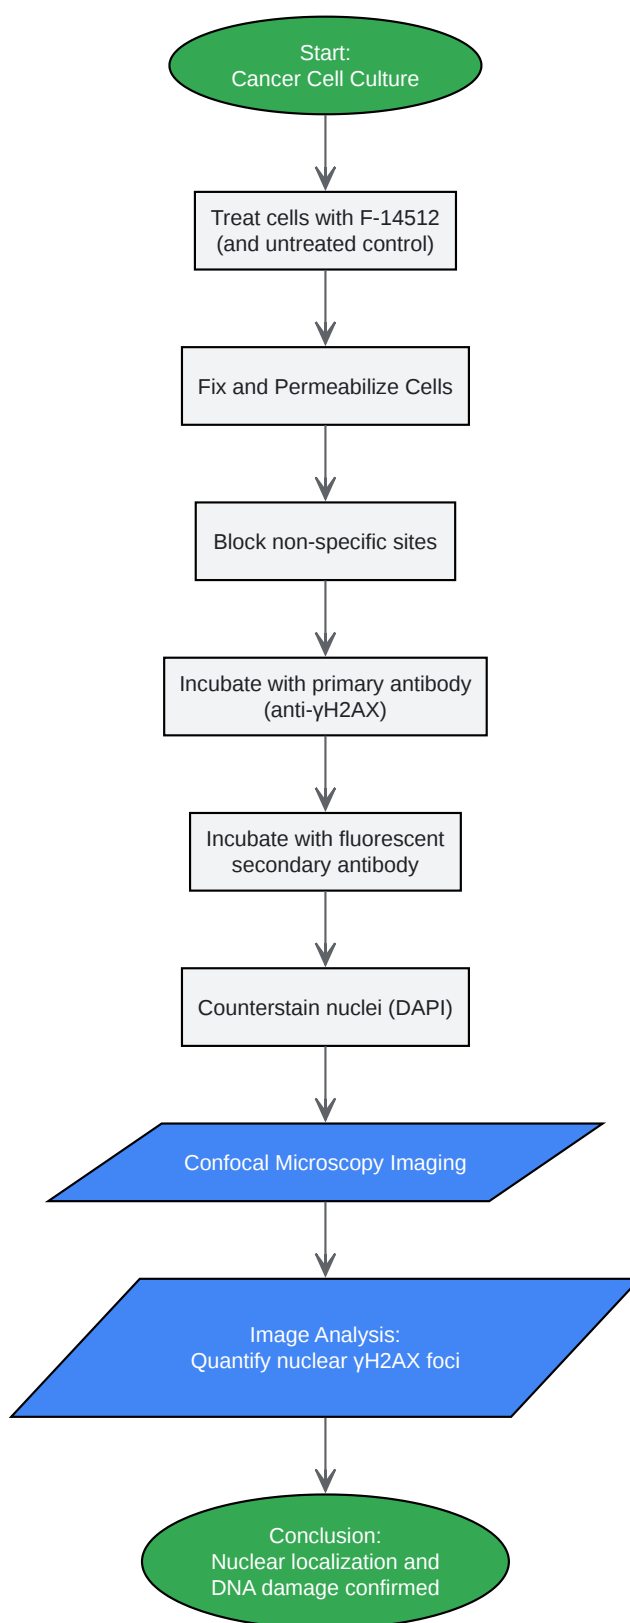 Start:
Cancer Cell Culture
Treat cells with F-14512
(and untreated control)
Fix and Permeabilize Cells
Block non-specific sites
Incubate with primary antibody
(anti-γH2AX)
Incubate with fluorescent
secondary antibody
Counterstain nuclei (DAPI)
Confocal Microscopy Imaging
Image Analysis:
Quantify nuclear γH2AX foci
Conclusion:
Nuclear localization and
DNA damage confirmed